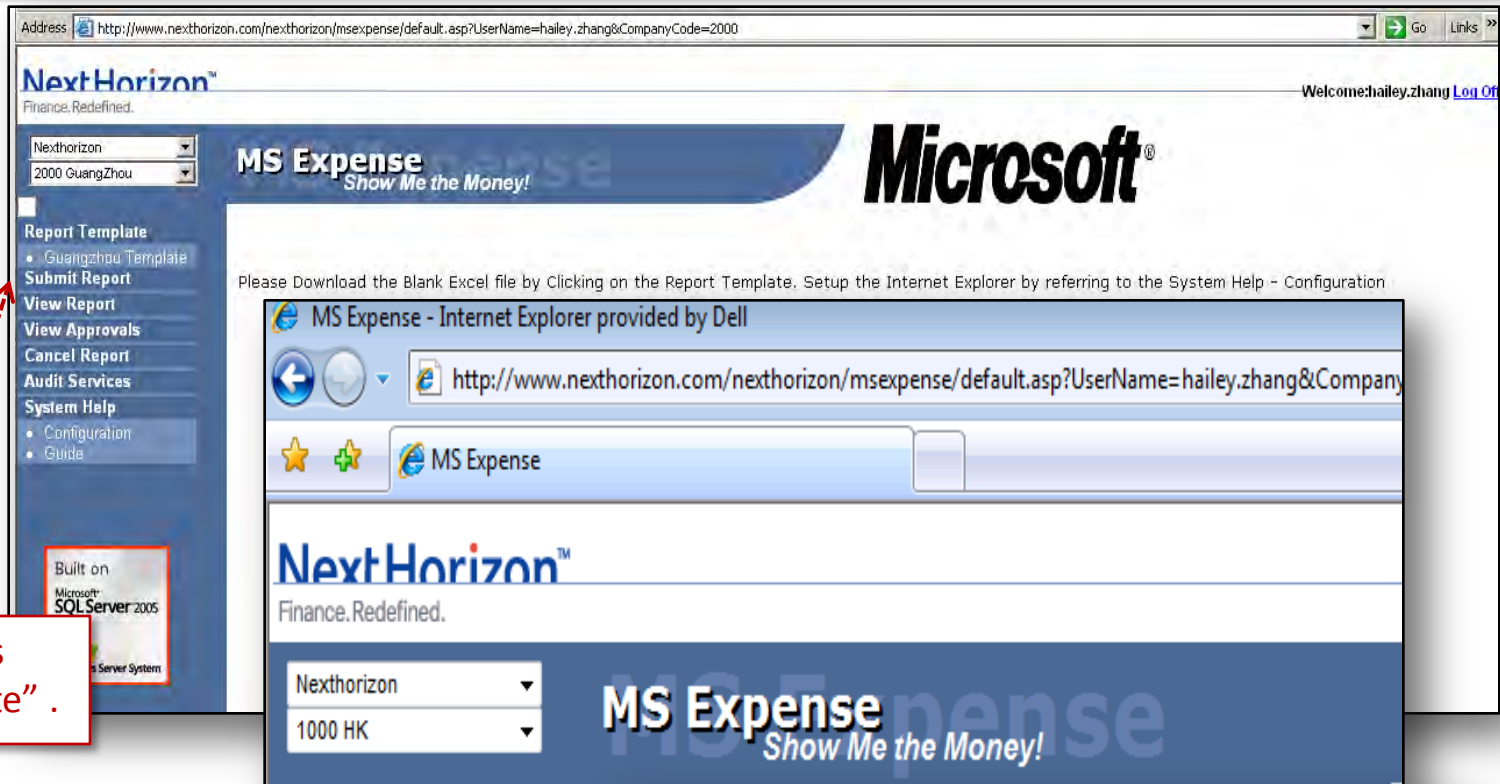 Address http://www.nexthorizon.com/nexthorizon/msexpense/default.asp?UserName=hailey.zhang&CompanyCode=2000 Go Links »
NextHorizon™
Finance.Redefined.
Welcome:hailey.zhang Log Off
Nexthorizon
2000 GuangZhou
MS Expense
Show Me the Money!
Microsoft®
Report Template
• Guangzhou Template
Submit Report
View Report
View Approvals
Cancel Report
Audit Services
System Help
• Configuration
• Guide
Please Download the Blank Excel file by Clicking on the Report Template. Setup the Internet Explorer by referring to the System Help - Configuration
Built on
Microsoft®
SQL Server 2005
Server System
MS Expense - Internet Explorer provided by Dell
http://www.nexthorizon.com/nexthorizon/msexpense/default.asp?UserName=hailey.zhang&Company
MS Expense
NextHorizon™
Finance.Redefined.
Nexthorizon
1000 HK
MS Expense
Show Me the Money!